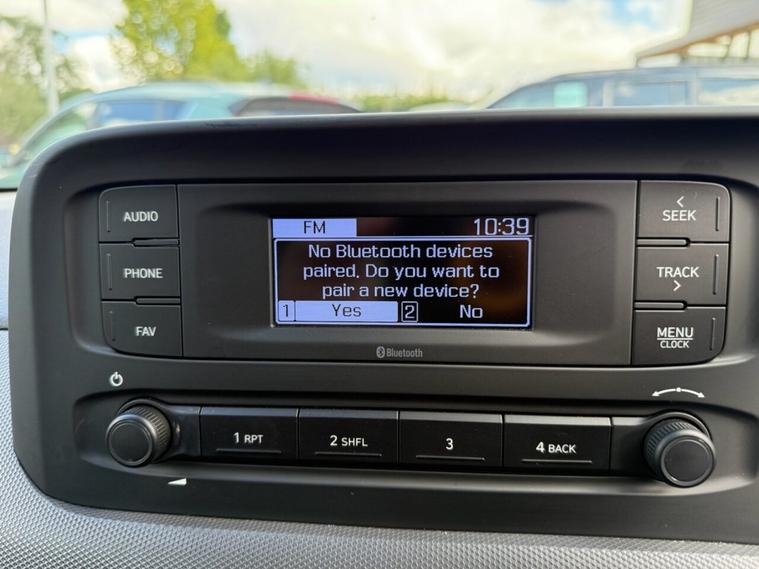 AUDIO
PHONE
FAV
FM 10:39
No Bluetooth devices
paired. Do you want to
pair a new device?
1 Yes 2 No
Bluetooth
< SEEK
TRACK >
MENU
CLOCK
1 RPT
2 SHFL
3
4 BACK